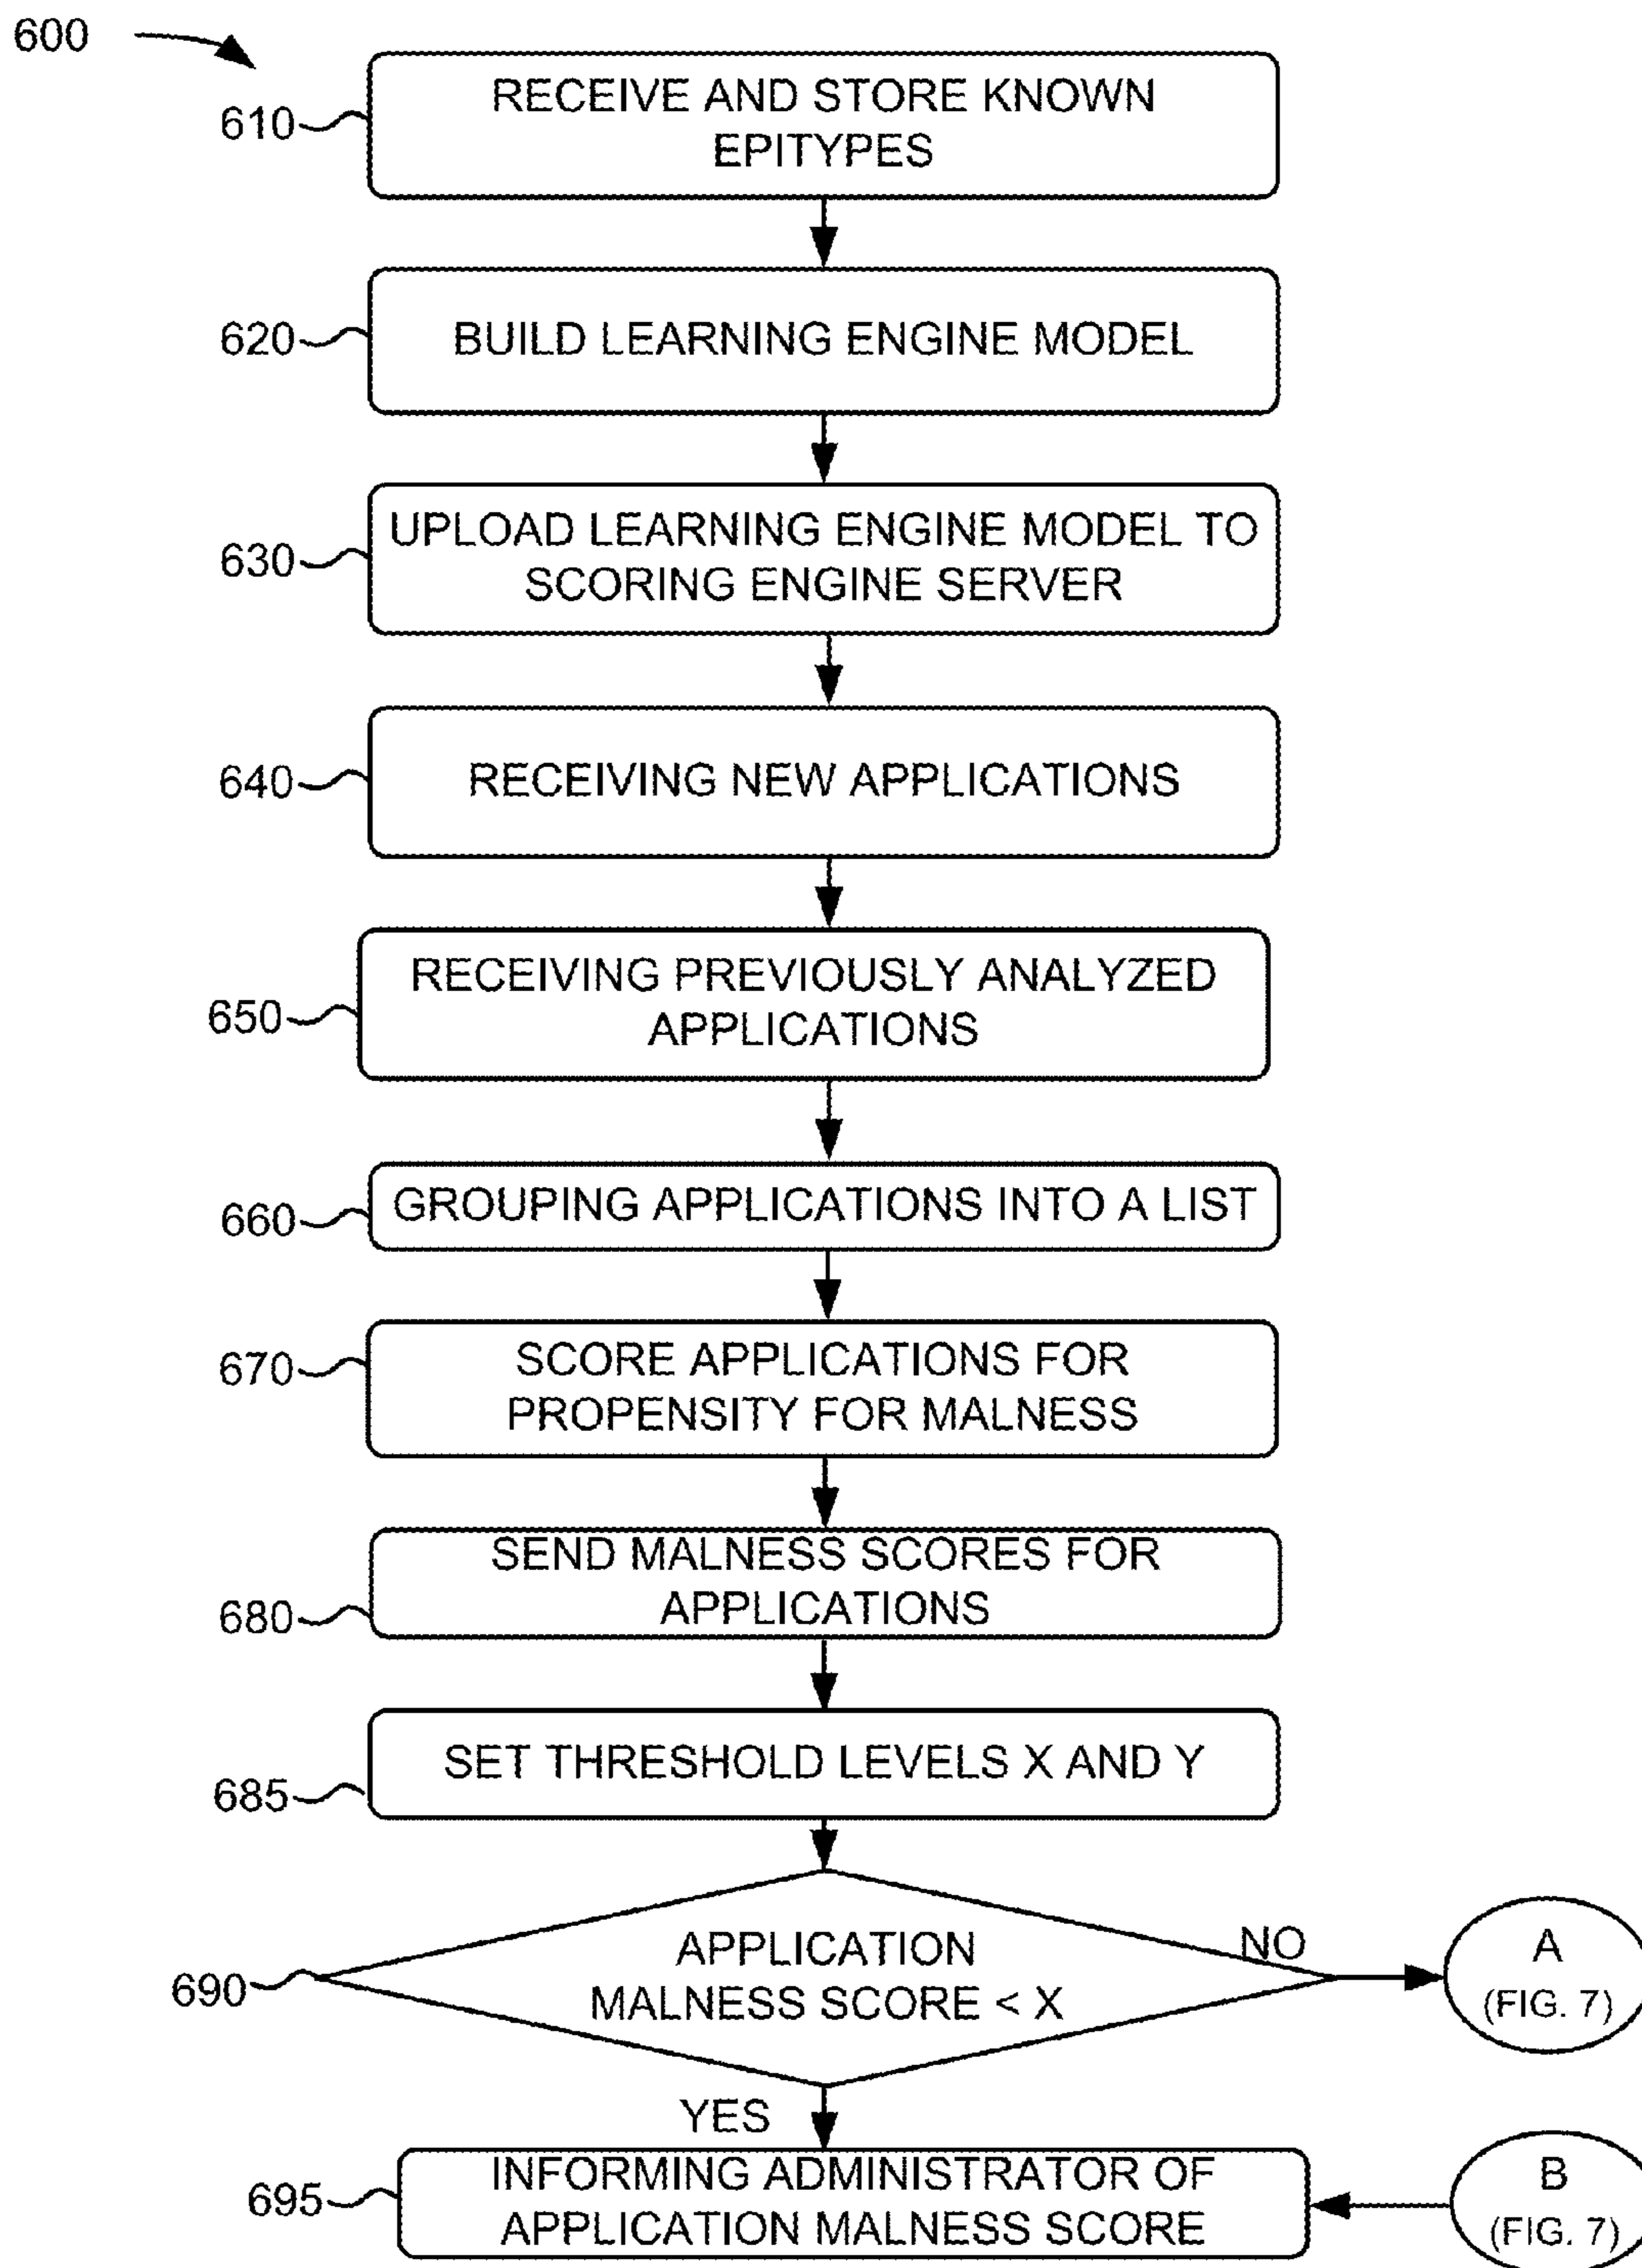 600
610
RECEIVE AND STORE KNOWN
EPITYPES
620
BUILD LEARNING ENGINE MODEL
630
UPLOAD LEARNING ENGINE MODEL TO
SCORING ENGINE SERVER
640
RECEIVING NEW APPLICATIONS
650
RECEIVING PREVIOUSLY ANALYZED
APPLICATIONS
660
GROUPING APPLICATIONS INTO A LIST
670
SCORE APPLICATIONS FOR
PROPENSITY FOR MALNESS
680
SEND MALNESS SCORES FOR
APPLICATIONS
685
SET THRESHOLD LEVELS X AND Y
690
APPLICATION
MALNESS SCORE < X
NO
A
(FIG. 7)
YES
695
INFORMING ADMINISTRATOR OF
APPLICATION MALNESS SCORE
B
(FIG. 7)